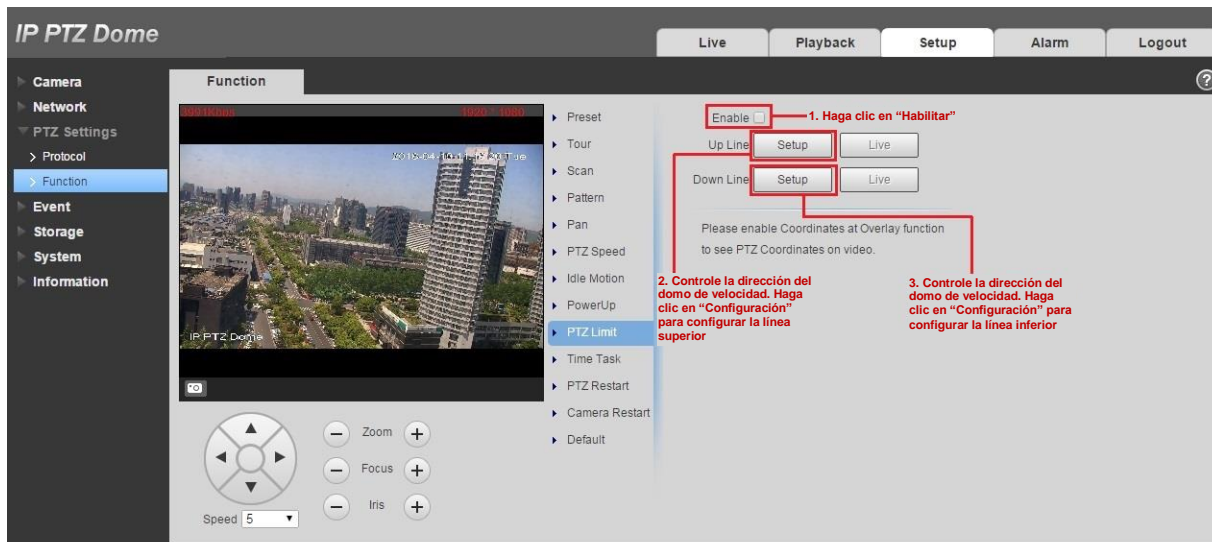 IP PTZ Dome
Live
Playback
Setup
Alarm
Logout
Camera
Network
PTZ Settings
Protocol
Function
Event
Storage
System
Information
Function
?
3991Kbps
1920 * 1080
IP PTZ Dome
Preset
Tour
Scan
Pattern
Pan
PTZ Speed
Idle Motion
PowerUp
PTZ Limit
Time Task
PTZ Restart
Camera Restart
Default
Enable
1. Haga clic en “Habilitar”
Up Line
Setup
Live
Down Line
Setup
Live
Please enable Coordinates at Overlay function
to see PTZ Coordinates on video.
2. Controle la dirección del
domo de velocidad. Haga
clic en “Configuración”
para configurar la línea
superior
3. Controle la dirección del
domo de velocidad. Haga
clic en “Configuración” para
configurar la línea inferior
Zoom
Focus
Iris
Speed
5